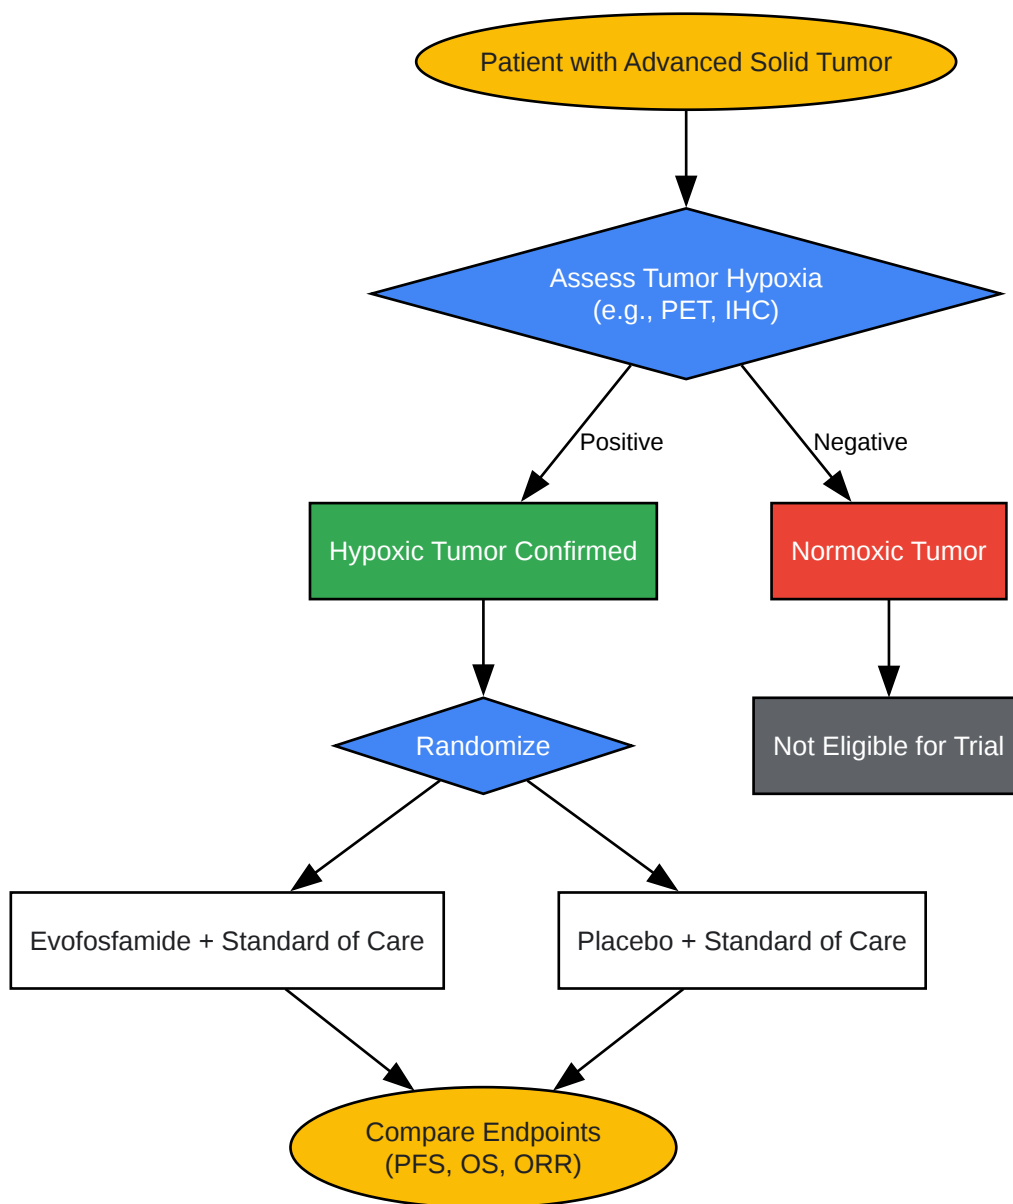 Patient with Advanced Solid Tumor
Assess Tumor Hypoxia
(e.g., PET, IHC)
Positive
Negative
Hypoxic Tumor Confirmed
Normoxic Tumor
Randomize
Not Eligible for Trial
Evofosfamide + Standard of Care
Placebo + Standard of Care
Compare Endpoints
(PFS, OS, ORR)